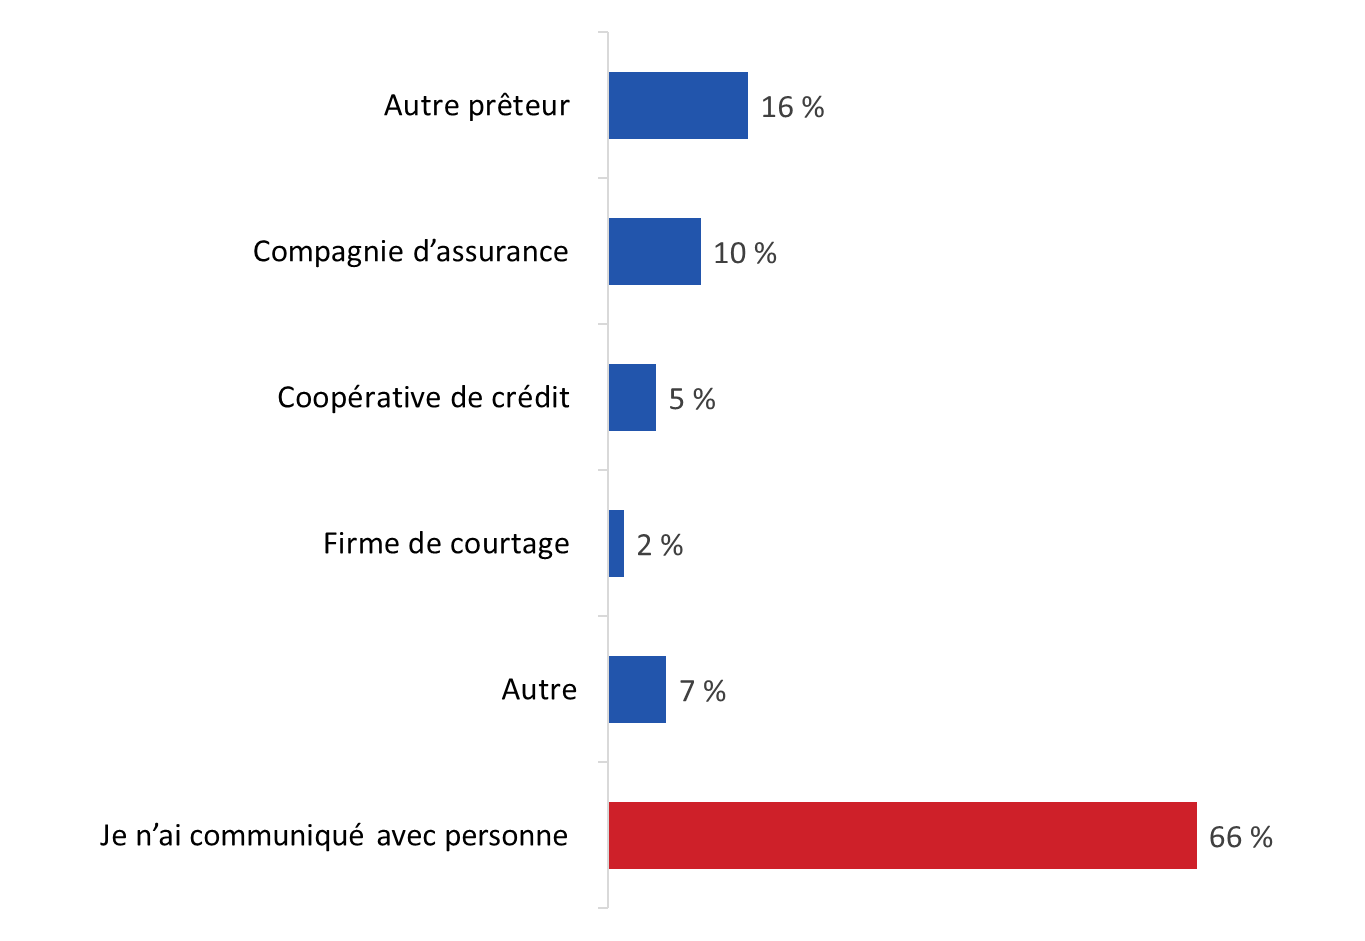 Autre prêteur 16 %
Compagnie d’assurance 10 %
Coopérative de crédit 5 %
Firme de courtage 2 %
Autre 7 %
Je n’ai communiqué avec personne 66 %